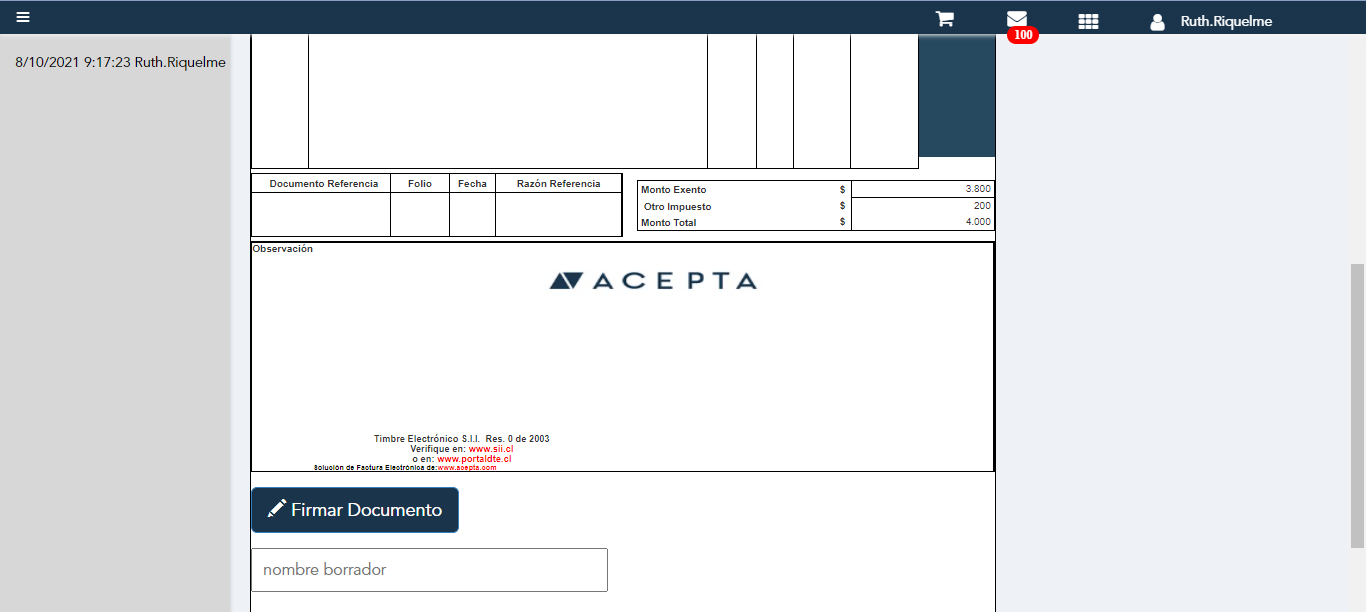 Ruth.Riquelme
100
8/10/2021 9:17:23 Ruth.Riquelme
Documento Referencia Folio Fecha Razón Referencia
Monto Exento $ 3.800
Otro Impuesto $ 200
Monto Total $ 4.000
Observación
ACEPTA
Timbre Electrónico S.I.I. Res. 0 de 2003
Verifique en: www.sii.cl
o en: www.portaldte.cl
Solución de Factura Electrónica de:www.acepta.com
Firmar Documento
nombre borrador